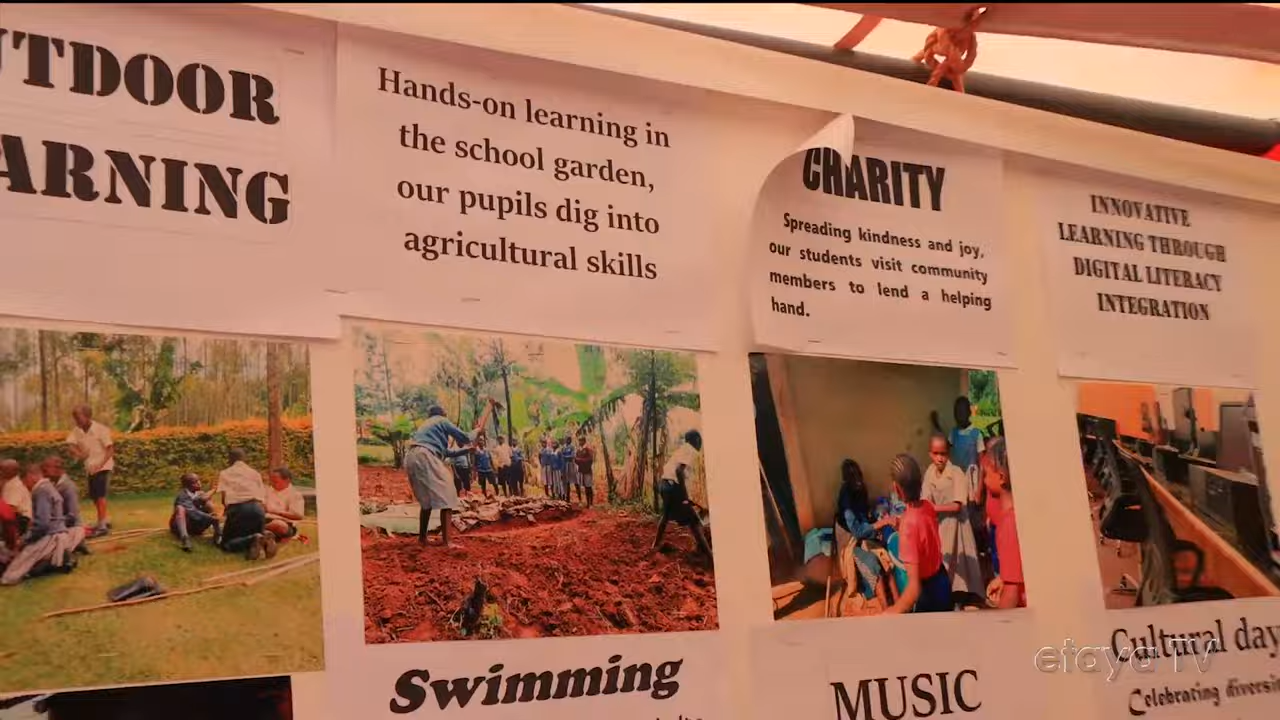 UTDOOR
ARNING
Hands-on learning in
the school garden,
our pupils dig into
agricultural skills
CHARITY
Spreading kindness and joy,
our students visit community
members to lend a helping
hand.
INNOVATIVE
LEARNING THROUGH
DIGITAL LITERACY
INTEGRATION
Swimming
MUSIC
Cultural day
Celebrating diversi
efaya TV